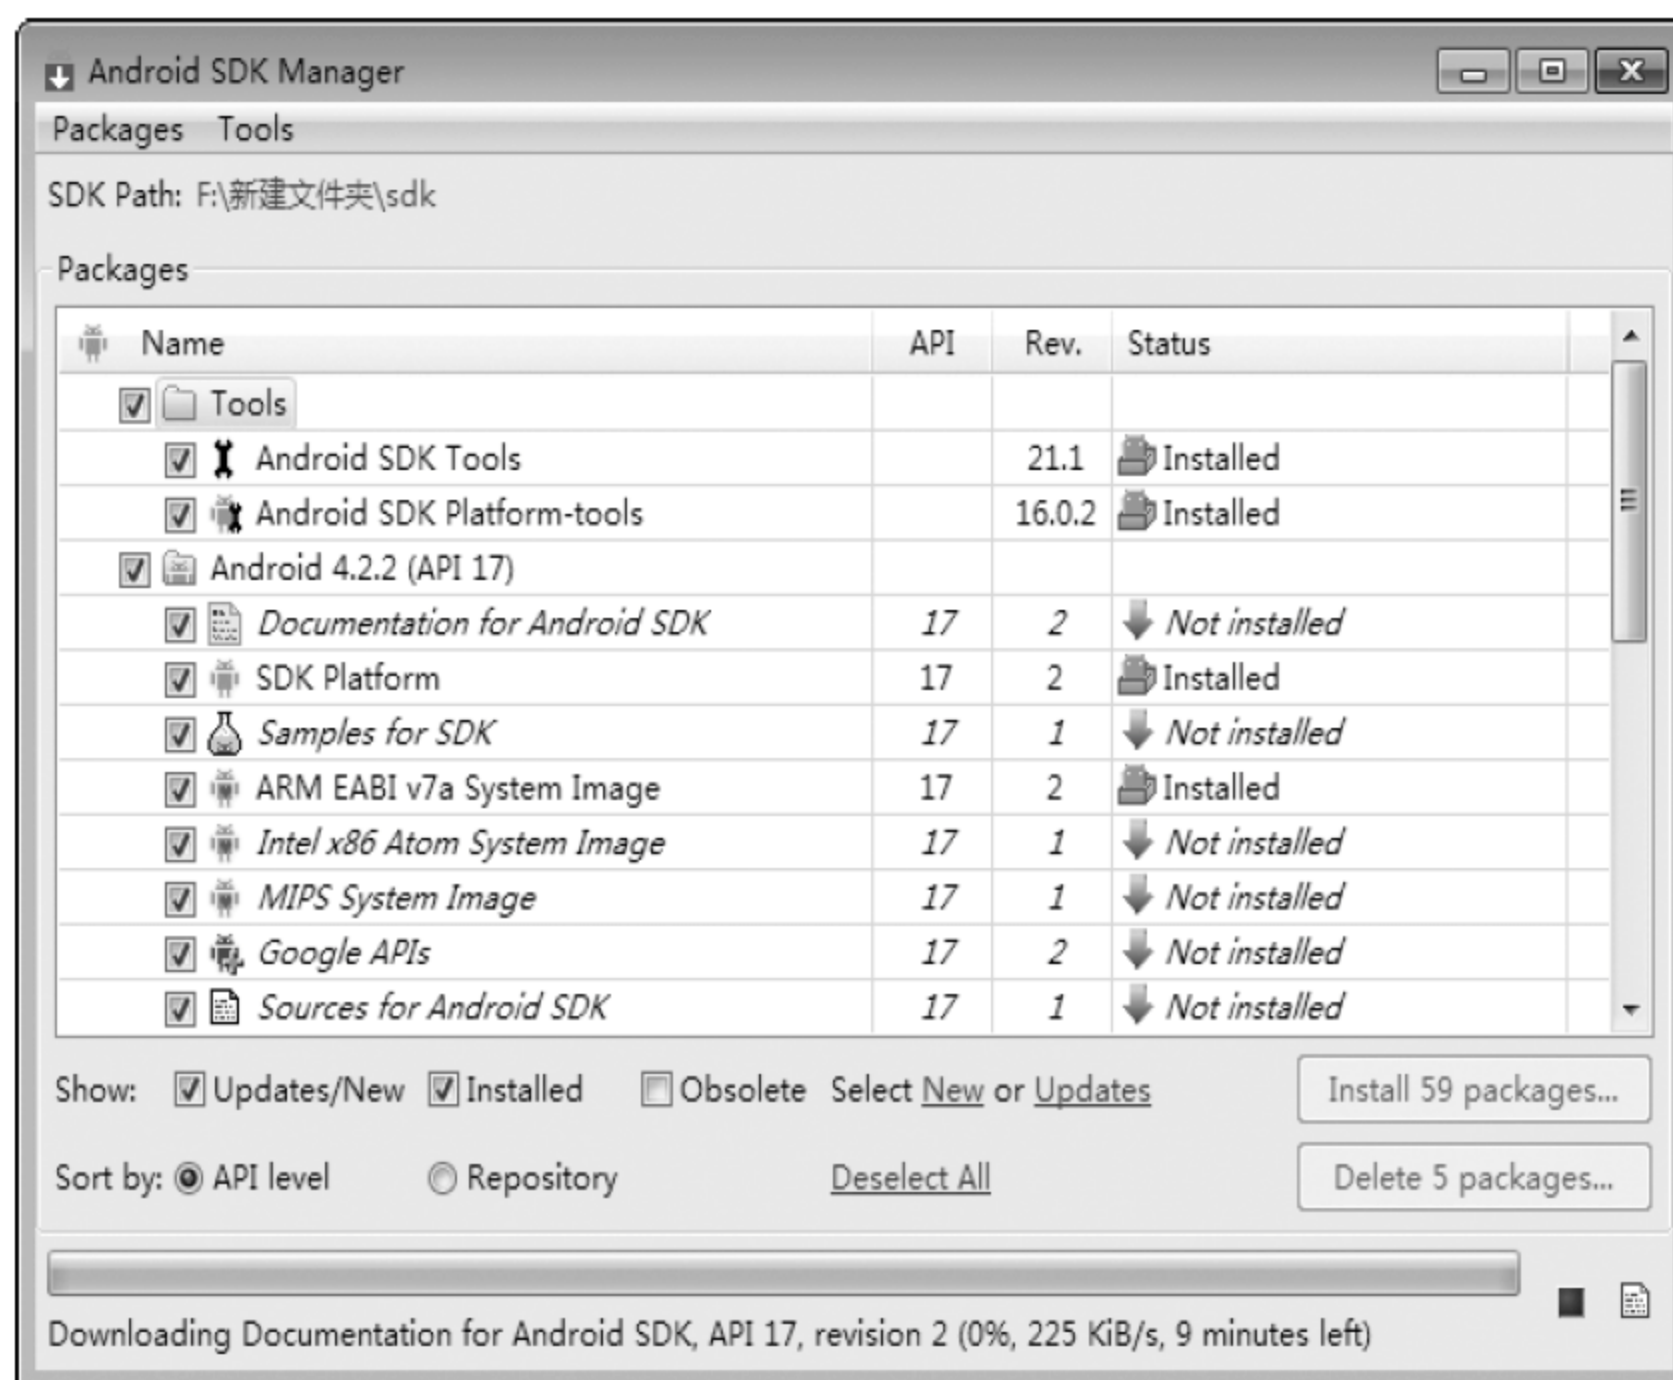 Android SDK Manager
Packages Tools
SDK Path: F:\新建文件夹\sdk
Packages
Name API Rev. Status
Tools
Android SDK Tools 21.1 Installed
Android SDK Platform-tools 16.0.2 Installed
Android 4.2.2 (API 17)
Documentation for Android SDK 17 2 Not installed
SDK Platform 17 2 Installed
Samples for SDK 17 1 Not installed
ARM EABI v7a System Image 17 2 Installed
Intel x86 Atom System Image 17 1 Not installed
MIPS System Image 17 1 Not installed
Google APIs 17 2 Not installed
Sources for Android SDK 17 1 Not installed
Show: Updates/New Installed Obsolete Select New or Updates Install 59 packages...
Sort by: API level Repository Deselect All Delete 5 packages...
Downloading Documentation for Android SDK, API 17, revision 2 (0%, 225 KiB/s, 9 minutes left)